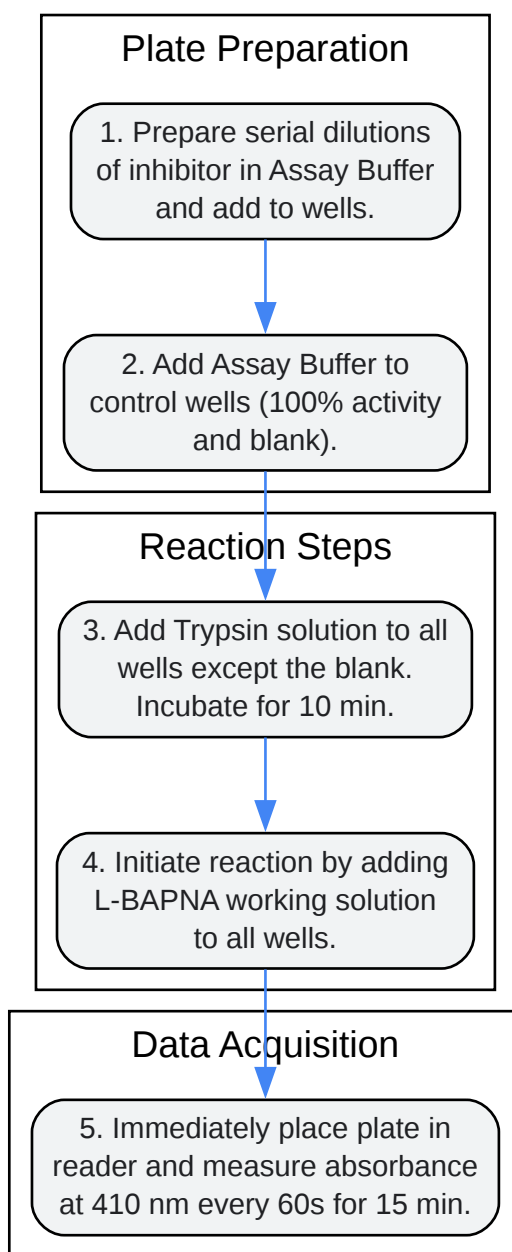 Plate Preparation
1. Prepare serial dilutions
of inhibitor in Assay Buffer
and add to wells.
2. Add Assay Buffer to
control wells (100% activity
and blank).
Reaction Steps
3. Add Trypsin solution to all
wells except the blank.
Incubate for 10 min.
4. Initiate reaction by adding
L-BAPNA working solution
to all wells.
Data Acquisition
5. Immediately place plate in
reader and measure absorbance
at 410 nm every 60s for 15 min.